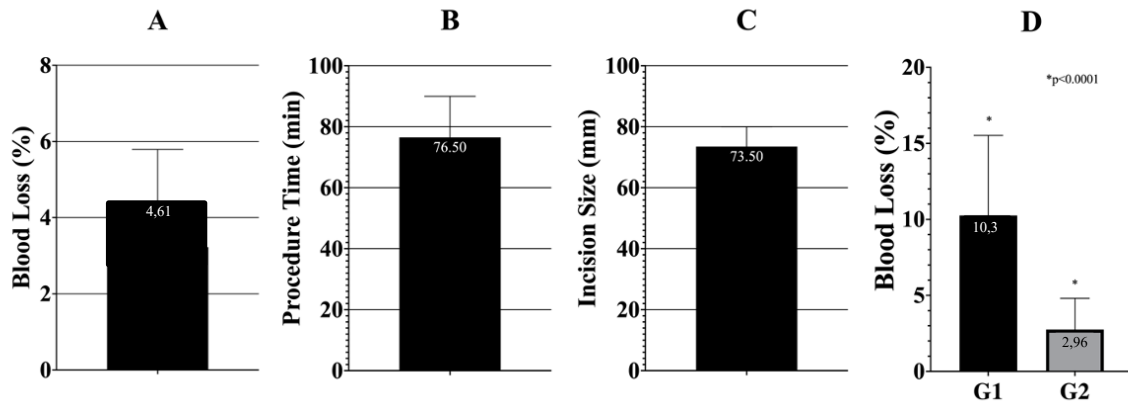 A
Blood Loss (%)
8
6
4
2
0
4,61
B
Procedure Time (min)
100
80
60
40
20
0
76.50
C
Incision Size (mm)
100
80
60
40
20
0
73.50
D
Blood Loss (%)
20
15
10
5
0
*p<0.0001
*
10,3
*
2,96
G1
G2